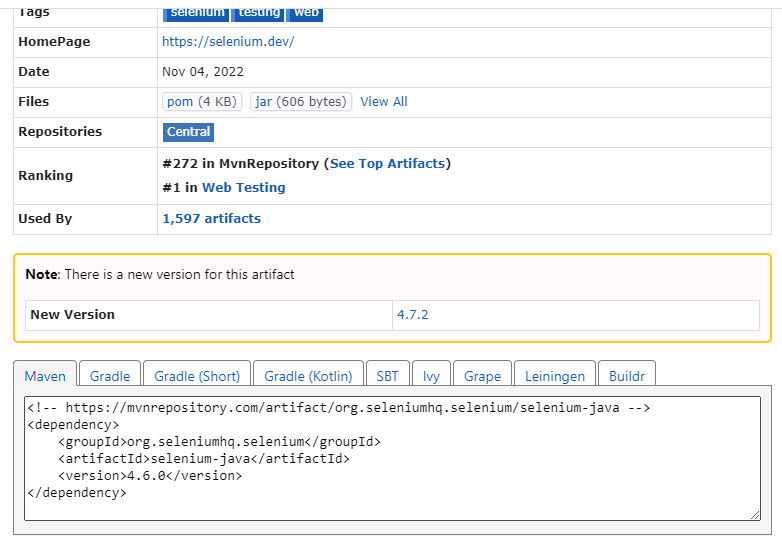 Tags selenium testing web
HomePage https://selenium.dev/
Date Nov 04, 2022
Files pom (4 KB) jar (606 bytes) View All
Repositories Central
Ranking #272 in MvnRepository (See Top Artifacts)
#1 in Web Testing
Used By 1,597 artifacts
Note: There is a new version for this artifact
New Version 4.7.2
Maven Gradle Gradle (Short) Gradle (Kotlin) SBT Ivy Grape Leiningen Buildr
<!-- https://mvnrepository.com/artifact/org.seleniumhq.selenium/selenium-java -->
<dependency>
    <groupId>org.seleniumhq.selenium</groupId>
    <artifactId>selenium-java</artifactId>
    <version>4.6.0</version>
</dependency>